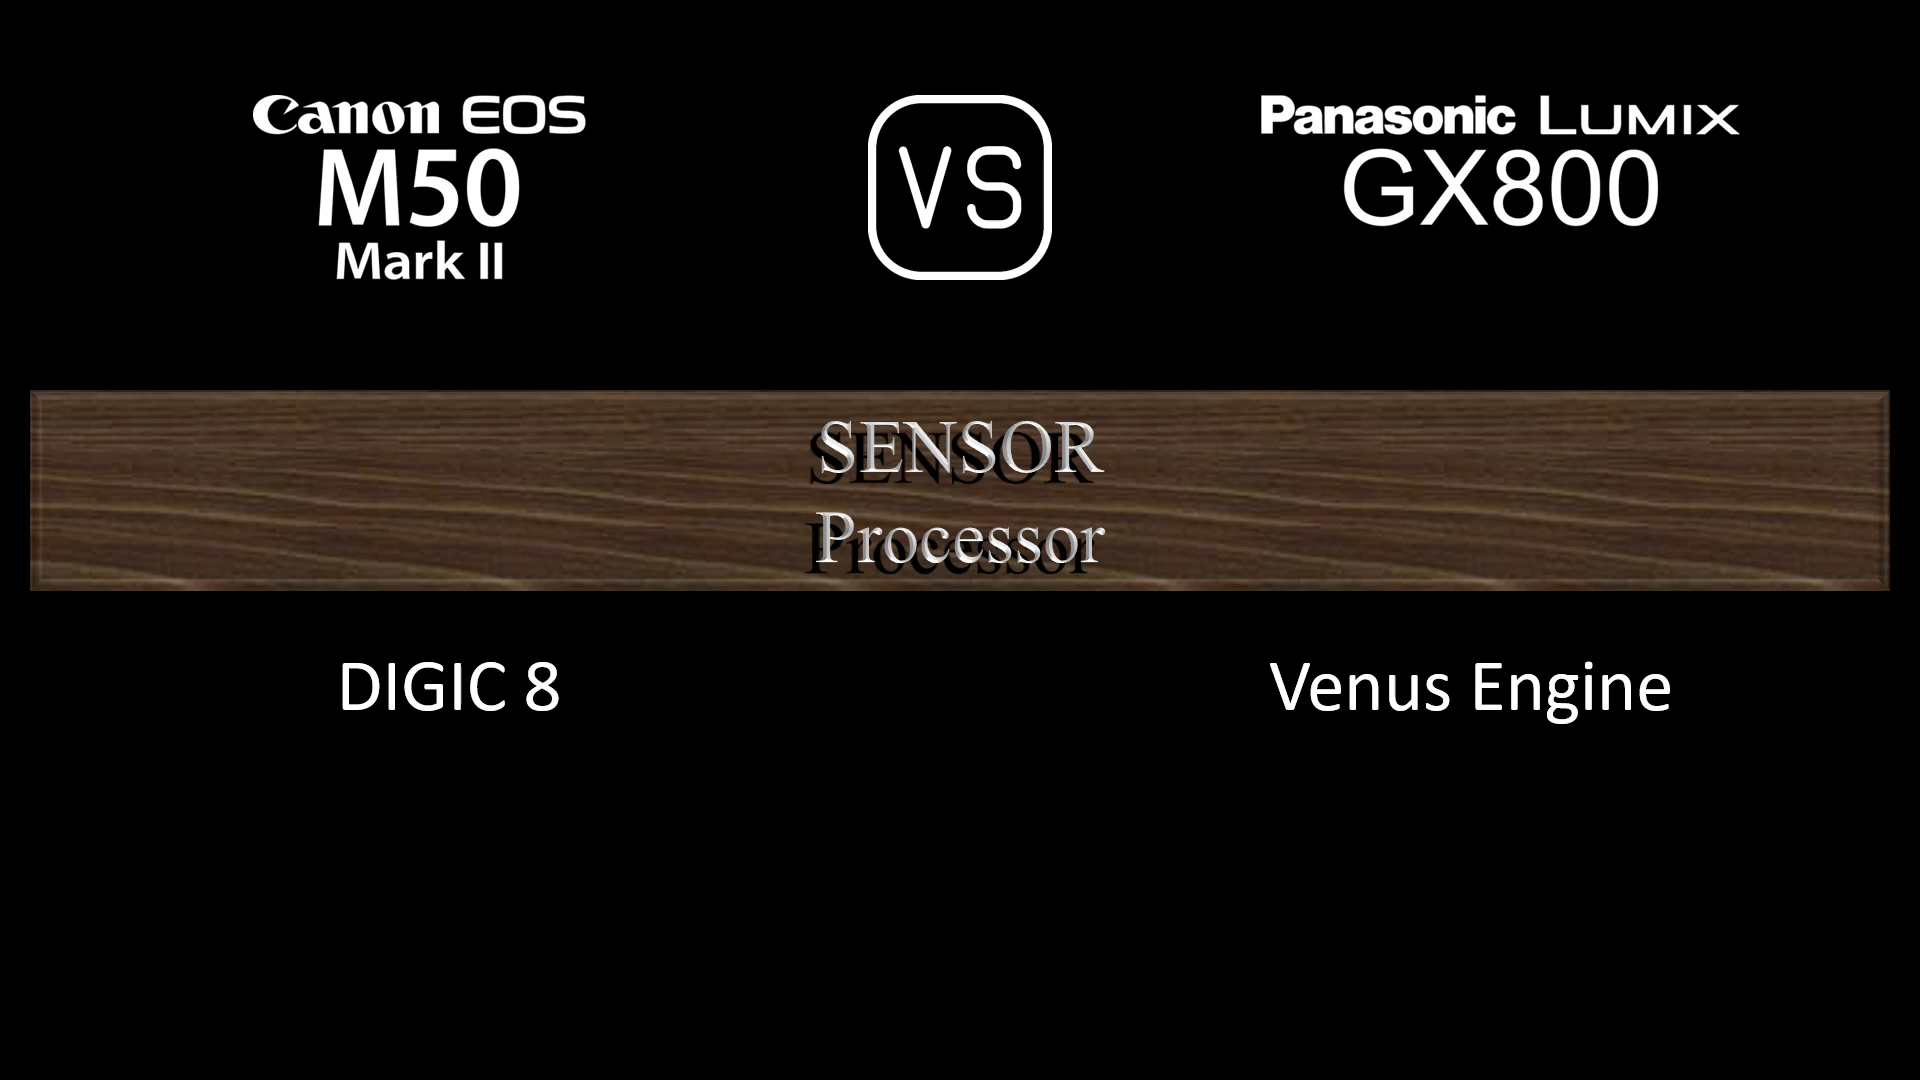 Canon EOS
M50
Mark II
VS
Panasonic LUMIX
GX800
SENSOR
Processor
DIGIC 8
Venus Engine